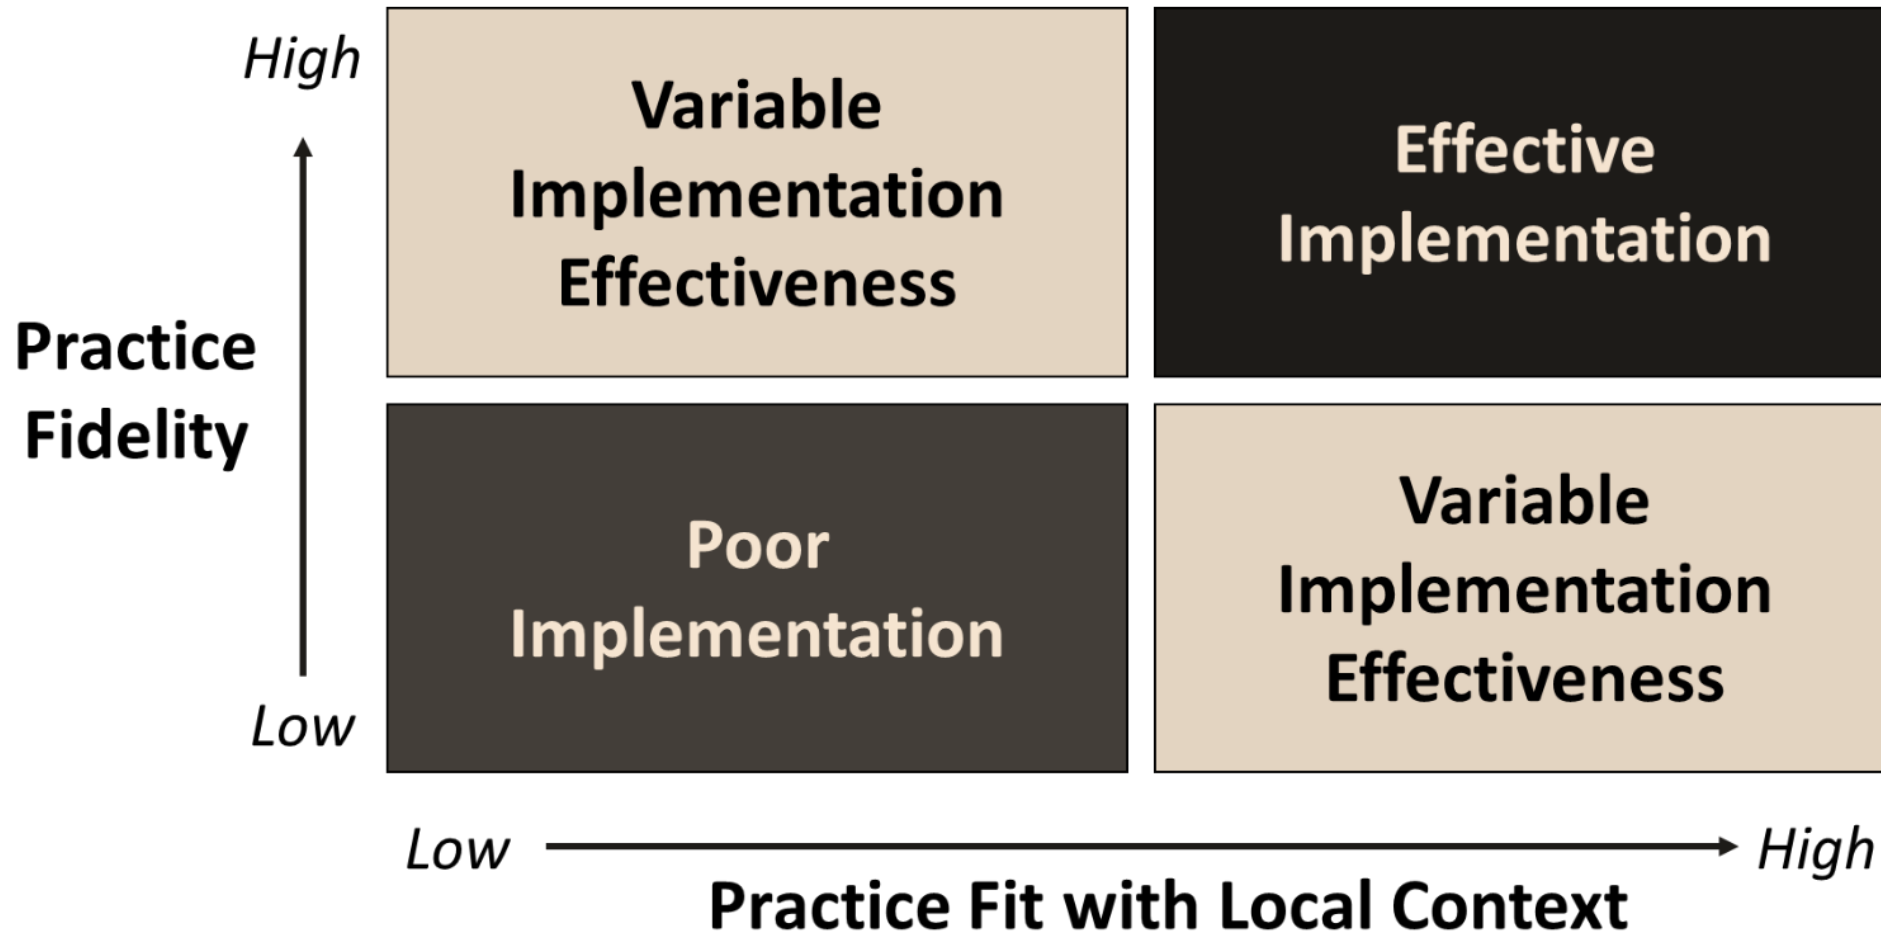 High
Variable
Implementation
Effectiveness
Effective
Implementation
Practice
Fidelity
Poor
Implementation
Variable
Implementation
Effectiveness
Low
Low
High
Practice Fit with Local Context